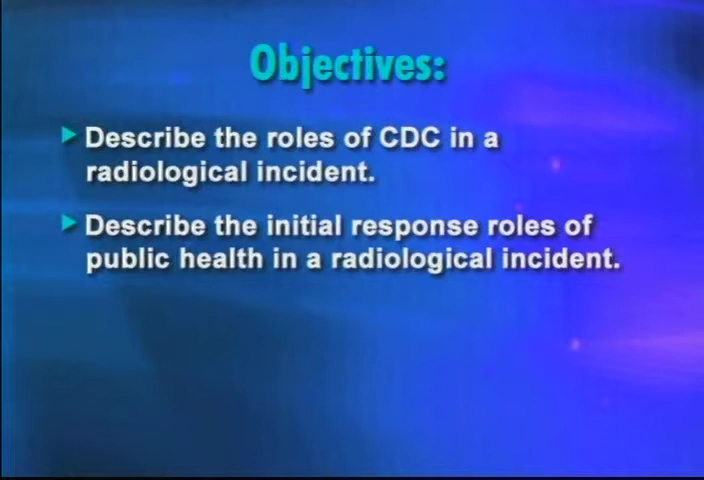 Objectives:
Describe the roles of CDC in a
radiological incident.
Describe the initial response roles of
public health in a radiological incident.